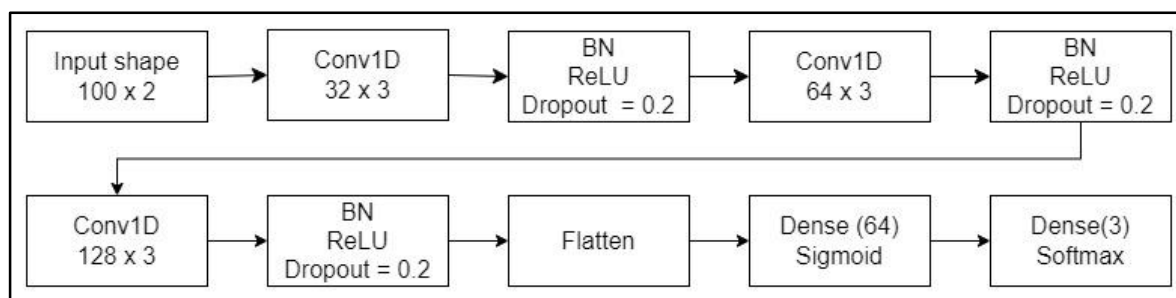 Input shape
100 x 2
Conv1D
32 x 3
BN
ReLU
Dropout = 0.2
Conv1D
64 x 3
BN
ReLU
Dropout = 0.2
Conv1D
128 x 3
BN
ReLU
Dropout = 0.2
Flatten
Dense (64)
Sigmoid
Dense(3)
Softmax